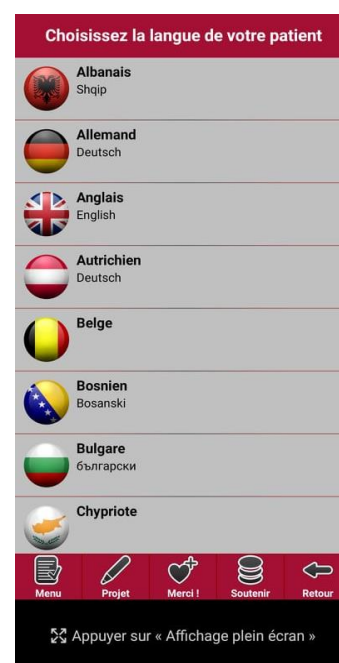 Choisissez la langue de votre patient
Albanais
Shqip
Allemand
Deutsch
Anglais
English
Autrichien
Deutsch
Belge
Bosnien
Bosanski
Bulgare
български
Chypriote
Menu
Projet
Merci !
Soutenir
Retour
Appuyer sur « Affichage plein écran »